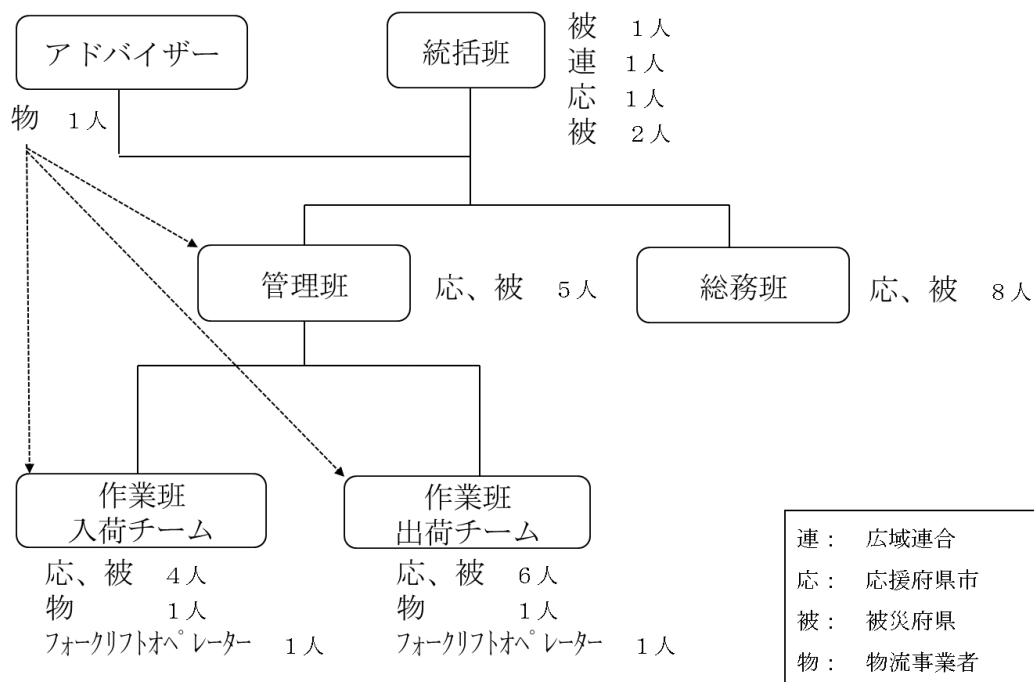 アドバイザー
物 1人
統括班
被 1人
連 1人
応 1人
被 2人
管理班
応、被 5人
総務班
応、被 8人
作業班
入荷チーム
応、被 4人
物 1人
フォークリフトオペレーター 1人
作業班
出荷チーム
応、被 6人
物 1人
フォークリフトオペレーター 1人
連： 広域連合
応： 応援府県市
被： 被災府県
物： 物流事業者